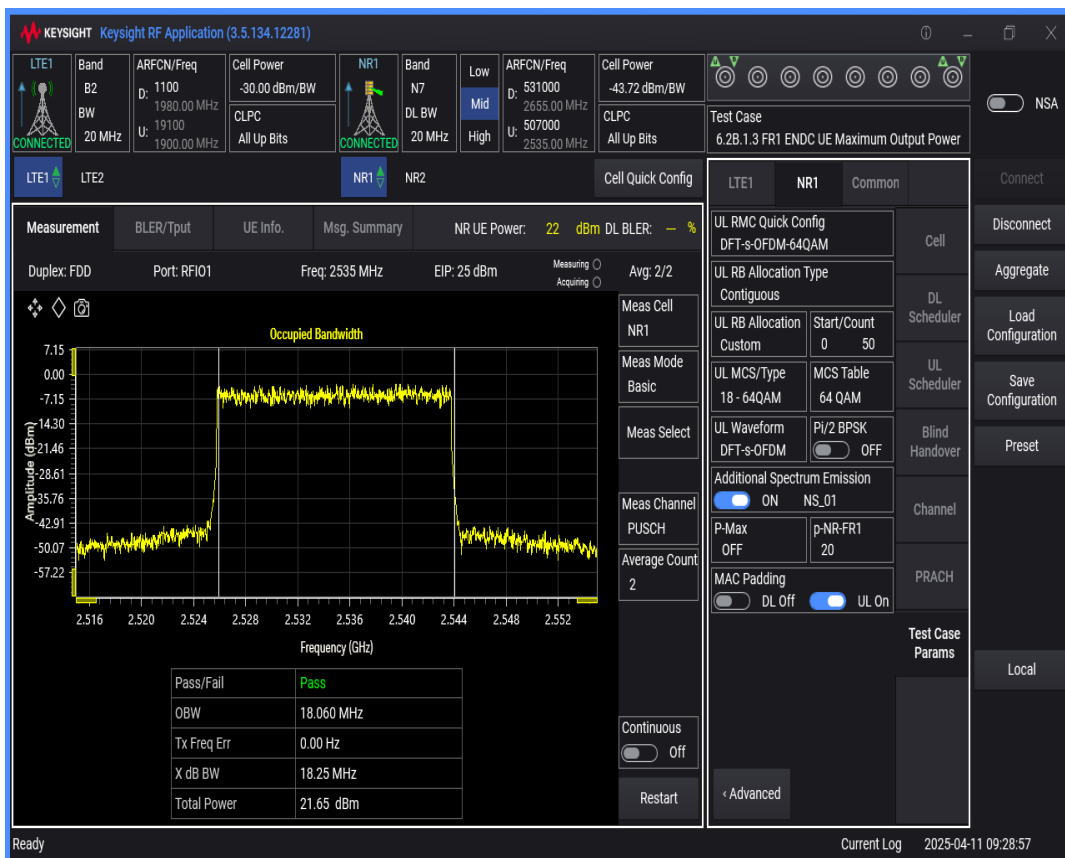 KEYSIGHT Keysight RF Application (3.5.134.12281)
LTE1
CONNECTED
Band
B2
BW
20 MHz
ARFCN/Freq
D: 1100
1980.00 MHz
U: 19100
1900.00 MHz
Cell Power
-30.00 dBm/BW
CLPC
All Up Bits
NR1
CONNECTED
Band
N7
DL BW
20 MHz
Low
Mid
High
ARFCN/Freq
D: 531000
2655.00 MHz
U: 507000
2535.00 MHz
Cell Power
-43.72 dBm/BW
CLPC
All Up Bits
Test Case
6.2B.1.3 FR1 ENDC UE Maximum Output Power
NSA
LTE1 LTE2 NR1 NR2 Cell Quick Config
Measurement BLER/Tput UE Info. Msg. Summary NR UE Power: 22 dBm DL BLER: — %
Duplex: FDD Port: RFIO1 Freq: 2535 MHz EIP: 25 dBm Measuring Avg: 2/2
Acquiring
Occupied Bandwidth
7.15
0.00
-7.15
-14.30
-21.46
-28.61
-35.76
-42.91
-50.07
-57.22
Amplitude (dBm)
2.516 2.520 2.524 2.528 2.532 2.536 2.540 2.544 2.548 2.552
Frequency (GHz)
Pass/Fail Pass
OBW 18.060 MHz
Tx Freq Err 0.00 Hz
X dB BW 18.25 MHz
Total Power 21.65 dBm
Meas Cell
NR1
Meas Mode
Basic
Meas Select
Meas Channel
PUSCH
Average Count
2
Continuous
Off
Restart
LTE1 NR1 Common
UL RMC Quick Config
DFT-s-OFDM-64QAM
UL RB Allocation Type
Contiguous
UL RB Allocation Start/Count
Custom 0 50
UL MCS/Type MCS Table
18 - 64QAM 64 QAM
UL Waveform Pi/2 BPSK
DFT-s-OFDM OFF
Additional Spectrum Emission
ON NS_01
P-Max p-NR-FR1
OFF 20
MAC Padding
DL Off UL On
‹ Advanced
Cell
DL
Scheduler
UL
Scheduler
Blind
Handover
Channel
PRACH
Test Case
Params
Connect
Disconnect
Aggregate
Load
Configuration
Save
Configuration
Preset
Local
Ready Current Log 2025-04-11 09:28:57